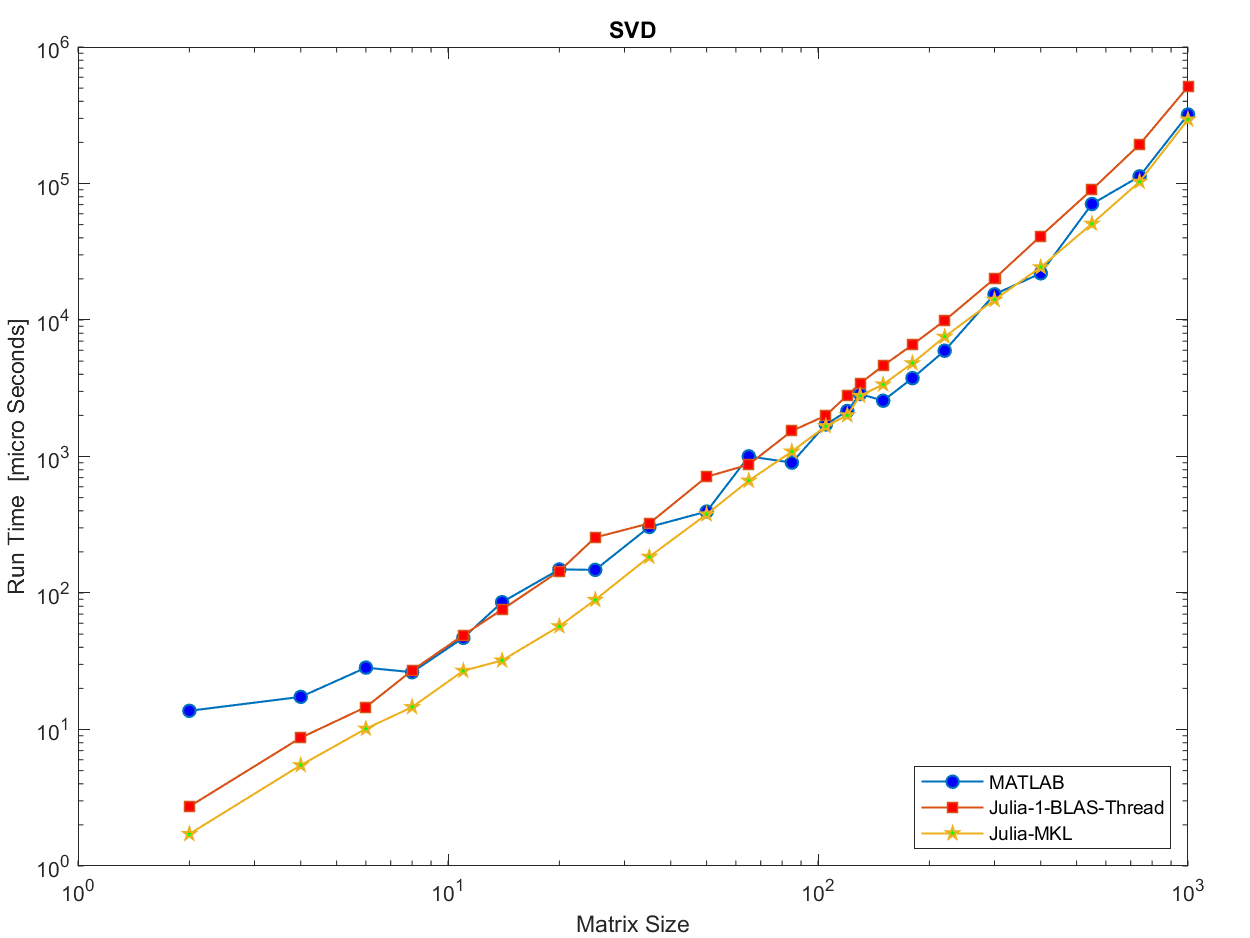 SVD
10^6
10^5
10^4
10^3
10^2
10^1
10^0
Run Time [micro Seconds]
MATLAB
Julia-1-BLAS-Thread
Julia-MKL
10^0 10^1 10^2 10^3
Matrix Size